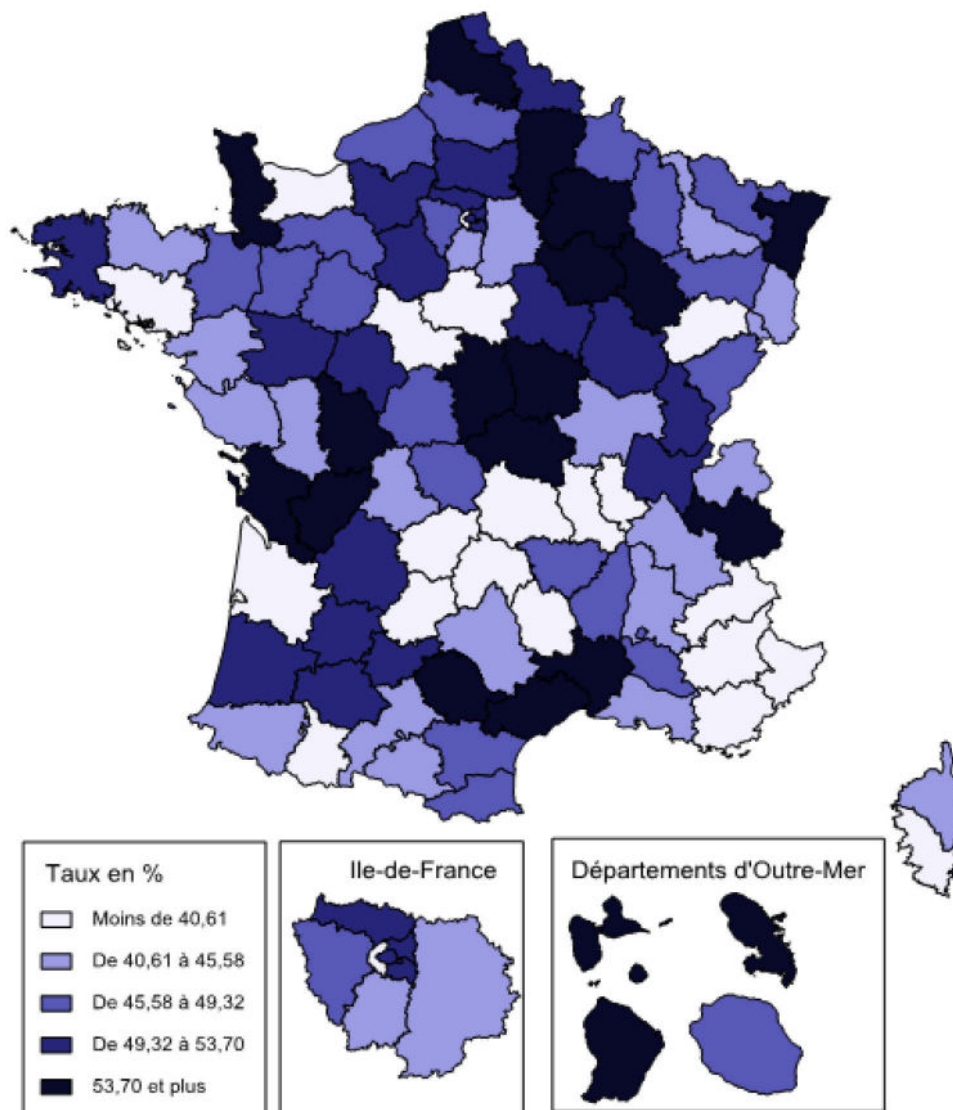 Taux en %
Moins de 40,61
De 40,61 à 45,58
De 45,58 à 49,32
De 49,32 à 53,70
53,70 et plus
Ile-de-France
Départements d'Outre-Mer